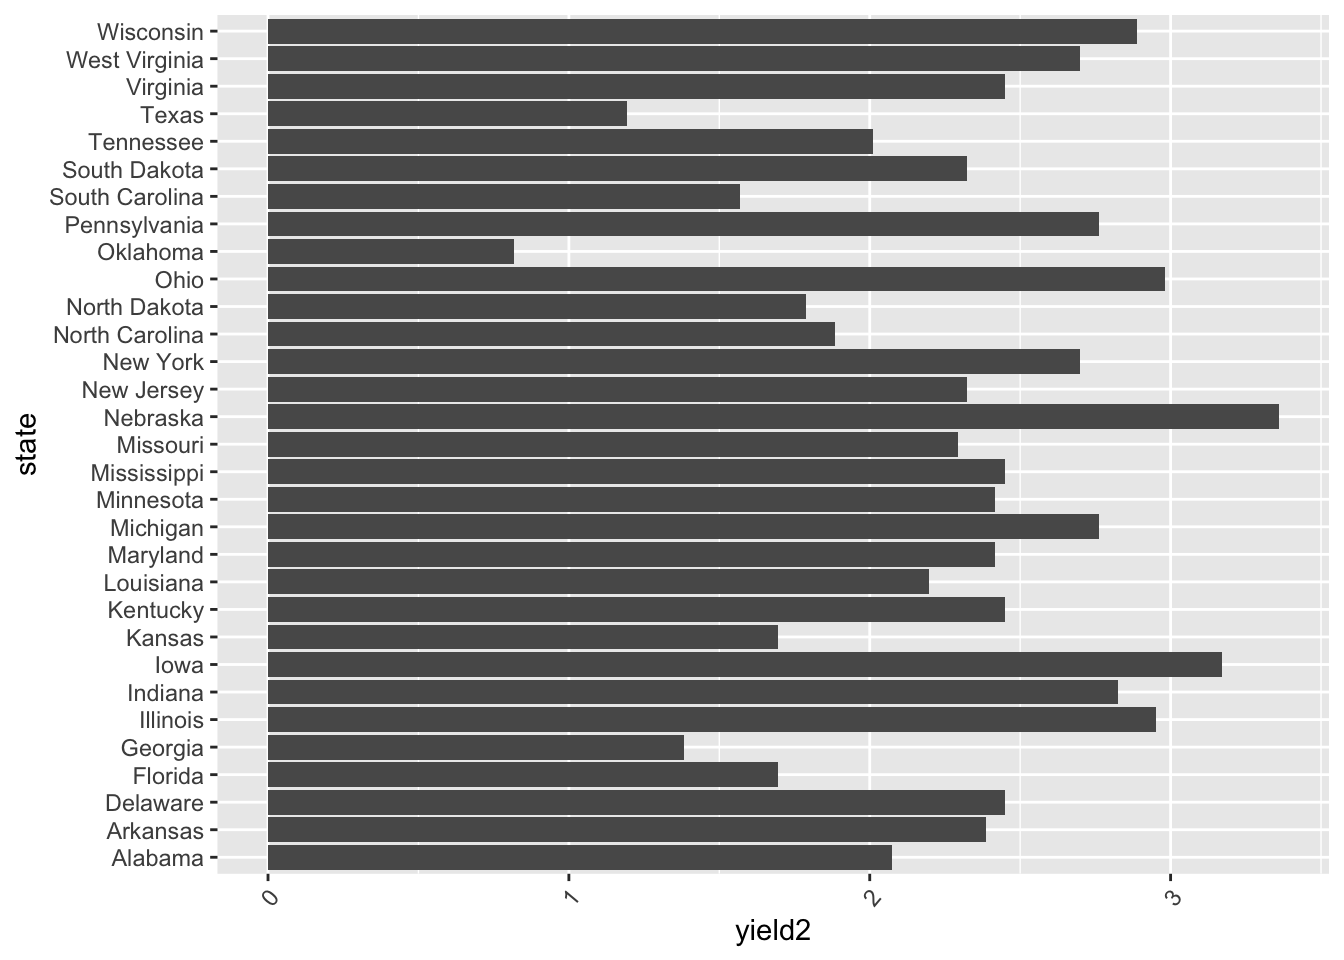 Wisconsin
West Virginia
Virginia
Texas
Tennessee
South Dakota
South Carolina
Pennsylvania
Oklahoma
Ohio
North Dakota
North Carolina
New York
New Jersey
Nebraska
Missouri
Mississippi
Minnesota
Michigan
Maryland
Louisiana
Kentucky
Kansas
Iowa
Indiana
Illinois
Georgia
Florida
Delaware
Arkansas
Alabama
state
0 1 2 3
yield2